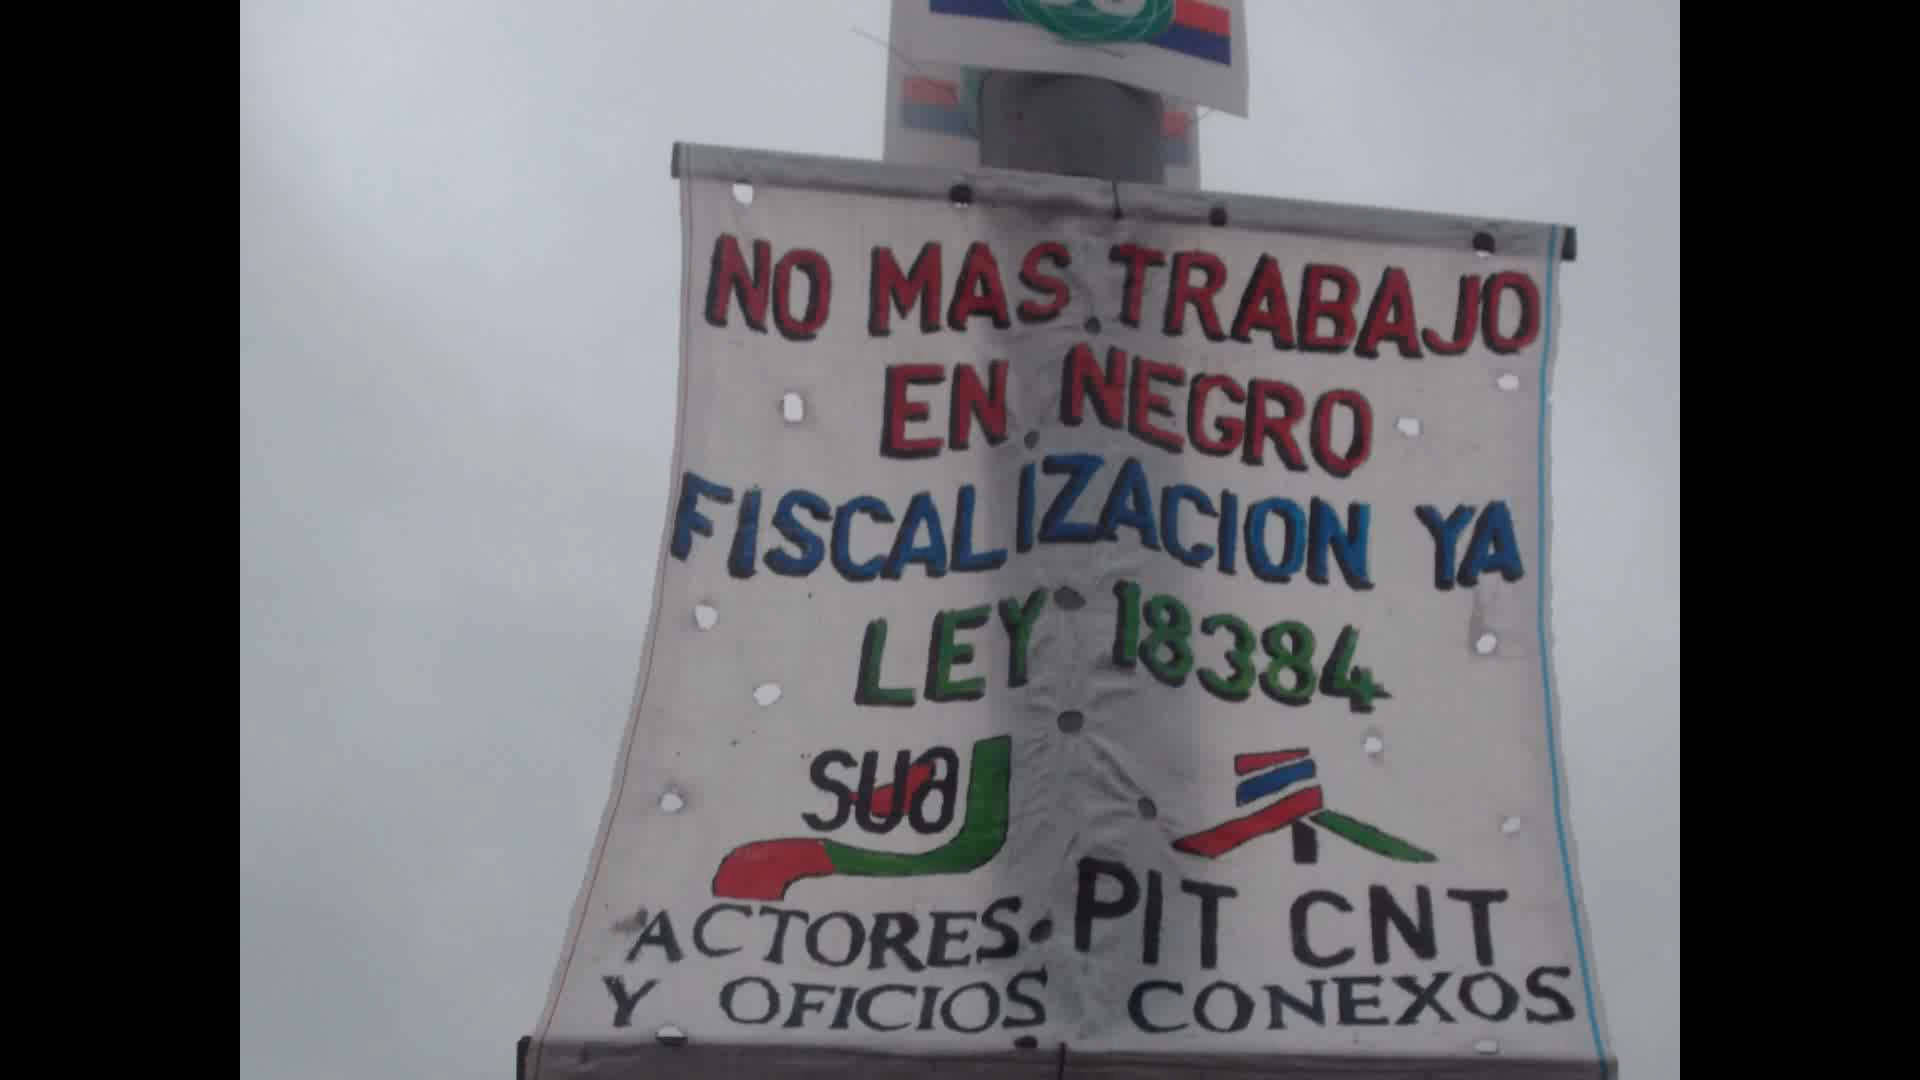 NO MAS TRABAJO
EN NEGRO
FISCALIZACION YA
LEY 18384
SUA
PIT CNT
ACTORES
Y OFICIOS CONEXOS